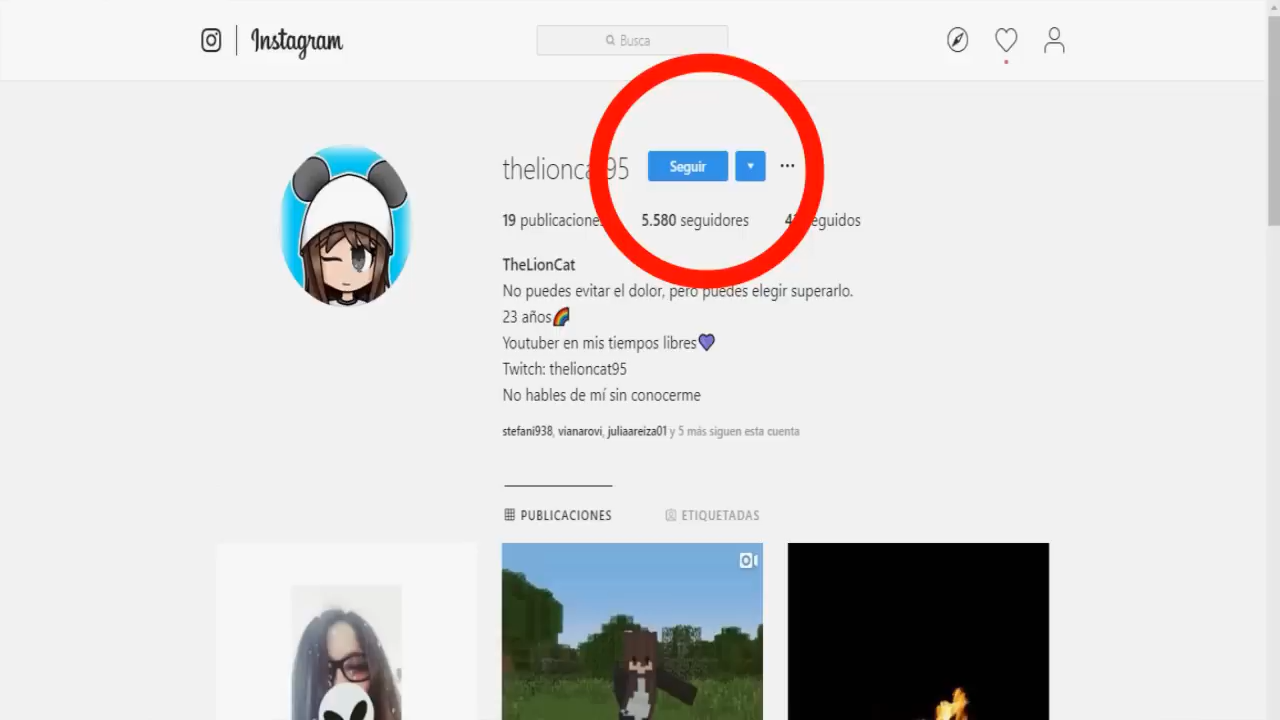 Instagram
Busca
thelioncat95
Seguir
19 publicaciones
5.580 seguidores
seguidos
TheLionCat
No puedes evitar el dolor, pero puedes elegir superarlo.
23 años🌈
Youtuber en mis tiempos libres💜
Twitch: thelioncat95
No hables de mí sin conocerme
stefani938, vianarovi, juliaareiza01 y 5 más siguen esta cuenta
PUBLICACIONES
ETIQUETADAS